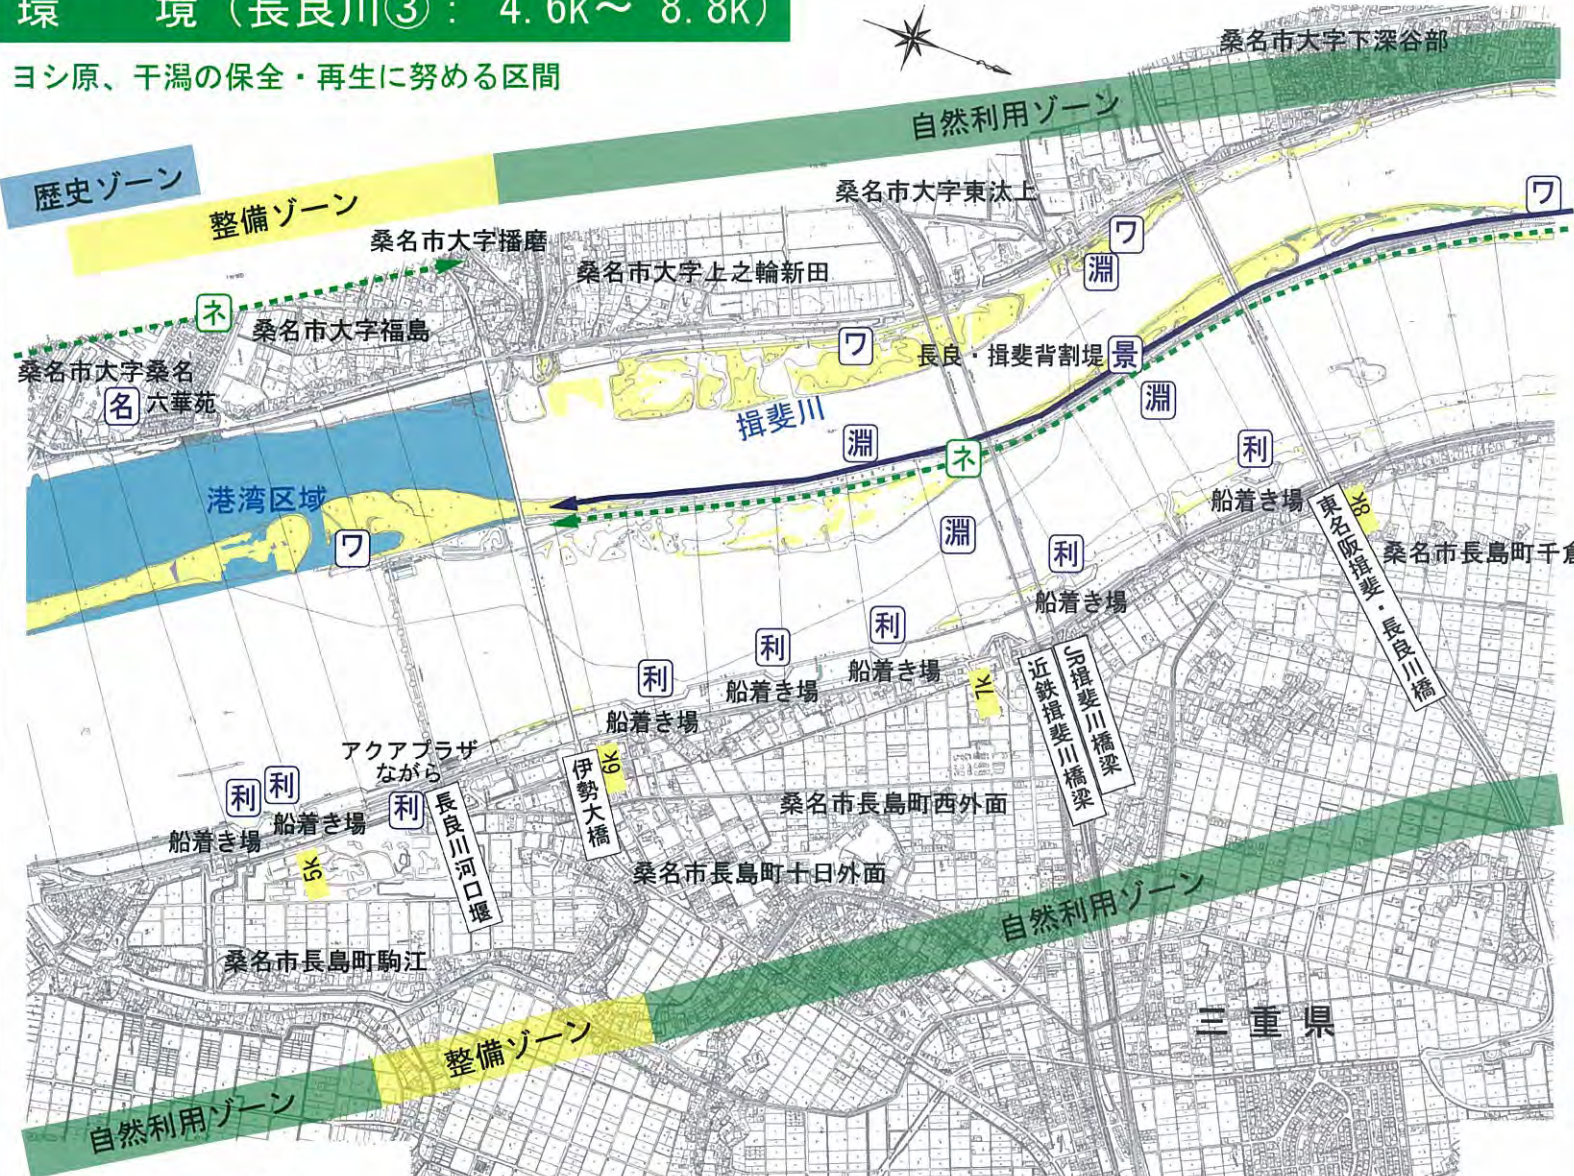 環 境（長良川③： 4.6K～ 8.8K）
ヨシ原、干潟の保全・再生に努める区間
桑名市大字下深谷部
自然利用ゾーン
歴史ゾーン
整備ゾーン
桑名市大字東汰上
ワ
桑名市大字播磨
ワ
桑名市大字上之輪新田
淵
ネ
桑名市大字福島
ワ
長良・揖斐背割堤
景
桑名市大字桑名
名
六華苑
淵
揖斐川
淵
ネ
利
港湾区域
船着き場
8K
東名阪揖斐・長良川橋
淵
ワ
利
桑名市長島町千倉
船着き場
利
利
船着き場
利
船着き場
7K
船着き場
近鉄揖斐川橋梁
JR揖斐川橋梁
アクアプラザ
ながら
伊勢大橋
6K
利
利
利
長良川河口堰
船着き場
船着き場
桑名市長島町西外面
5K
桑名市長島町十日外面
自然利用ゾーン
桑名市長島町駒江
三重県
整備ゾーン
自然利用ゾーン